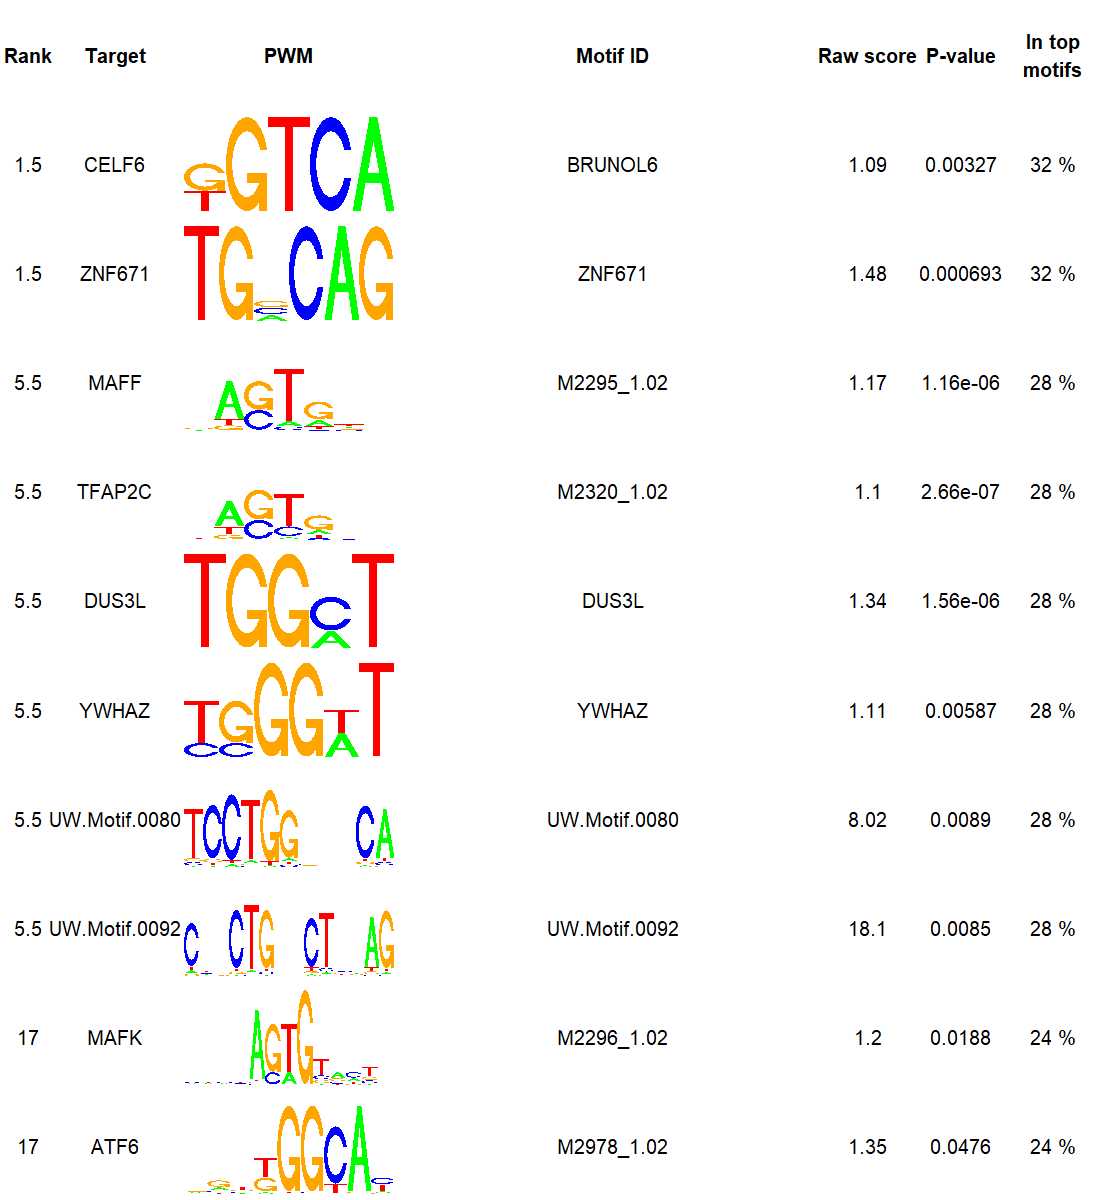 Rank Target PWM Motif ID Raw score P-value In top motifs
1.5 CELF6 BRUNOL6 1.09 0.00327 32 %
1.5 ZNF671 ZNF671 1.48 0.000693 32 %
5.5 MAFF M2295_1.02 1.17 1.16e-06 28 %
5.5 TFAP2C M2320_1.02 1.1 2.66e-07 28 %
5.5 DUS3L DUS3L 1.34 1.56e-06 28 %
5.5 YWHAZ YWHAZ 1.11 0.00587 28 %
5.5 UW.Motif.0080 UW.Motif.0080 8.02 0.0089 28 %
5.5 UW.Motif.0092 UW.Motif.0092 18.1 0.0085 28 %
17 MAFK M2296_1.02 1.2 0.0188 24 %
17 ATF6 M2978_1.02 1.35 0.0476 24 %